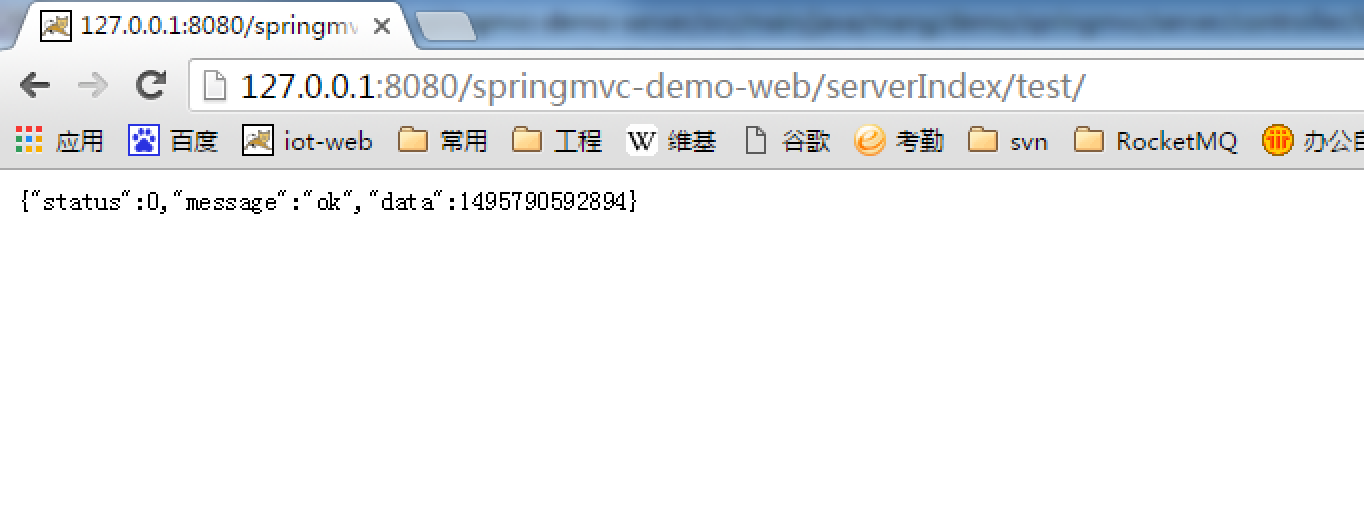 127.0.0.1:8080/springmv
127.0.0.1:8080/springmvc-demo-web/serverIndex/test/
应用 百度 iot-web 常用 工程 W 维基 谷歌 考勤 svn RocketMQ 办公自
{"status":0,"message":"ok","data":1495790592894}